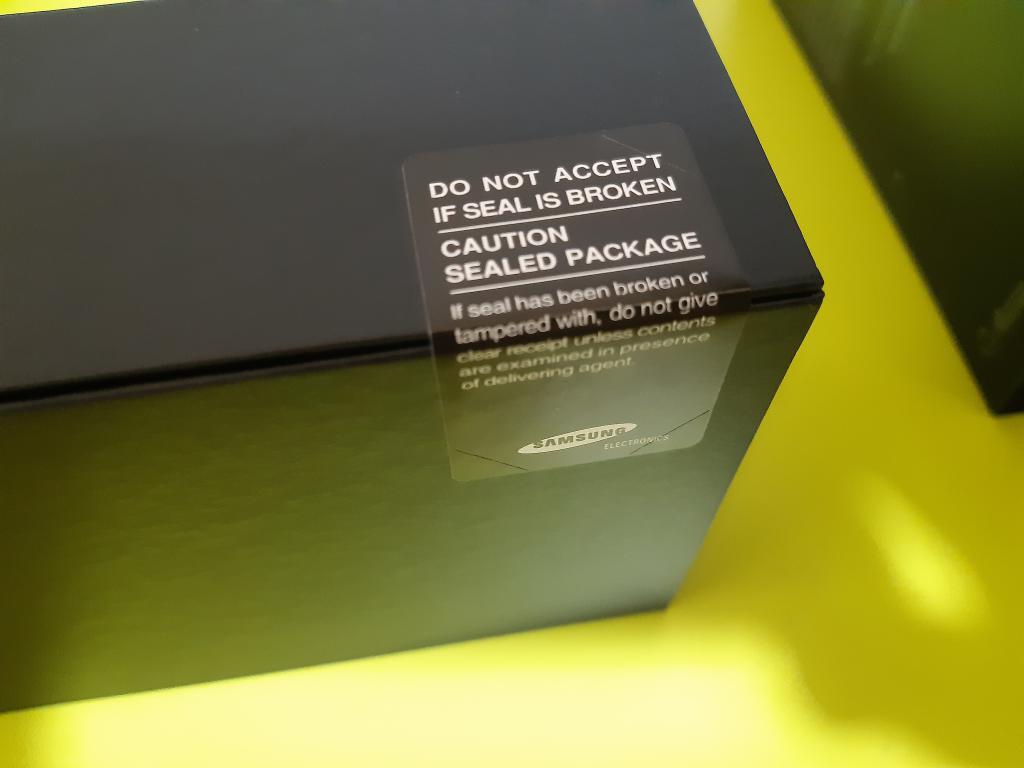 DO NOT ACCEPT
IF SEAL IS BROKEN
CAUTION
SEALED PACKAGE
If seal has been broken or
tampered with, do not give
clear receipt unless contents
are examined in presence
of delivering agent.
SAMSUNG
ELECTRONICS